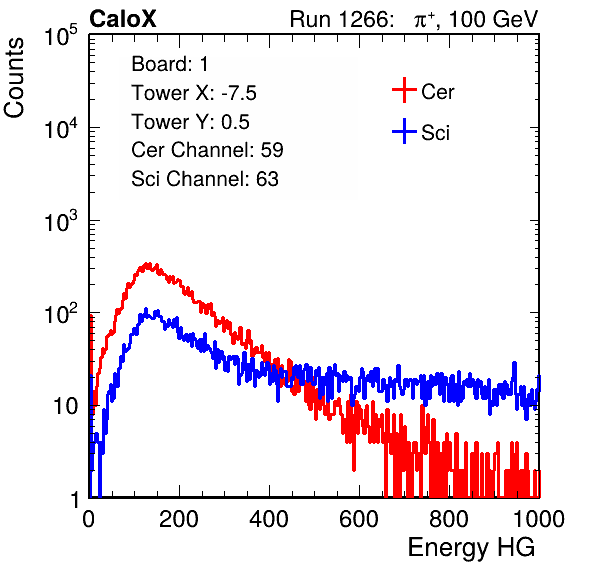 CaloX Run 1266: π⁺, 100 GeV
Counts
10⁵
10⁴
10³
10²
10
1
Board: 1
Tower X: -7.5
Tower Y: 0.5
Cer Channel: 59
Sci Channel: 63
Cer
Sci
0 200 400 600 800 1000
Energy HG